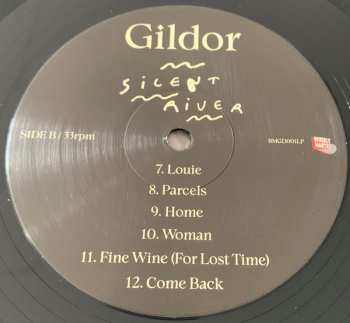 Gildor
SILENT
RIVER
SIDE B / 33rpm
7. Louie
8. Parcels
9. Home
10. Woman
11. Fine Wine (For Lost Time)
12. Come Back